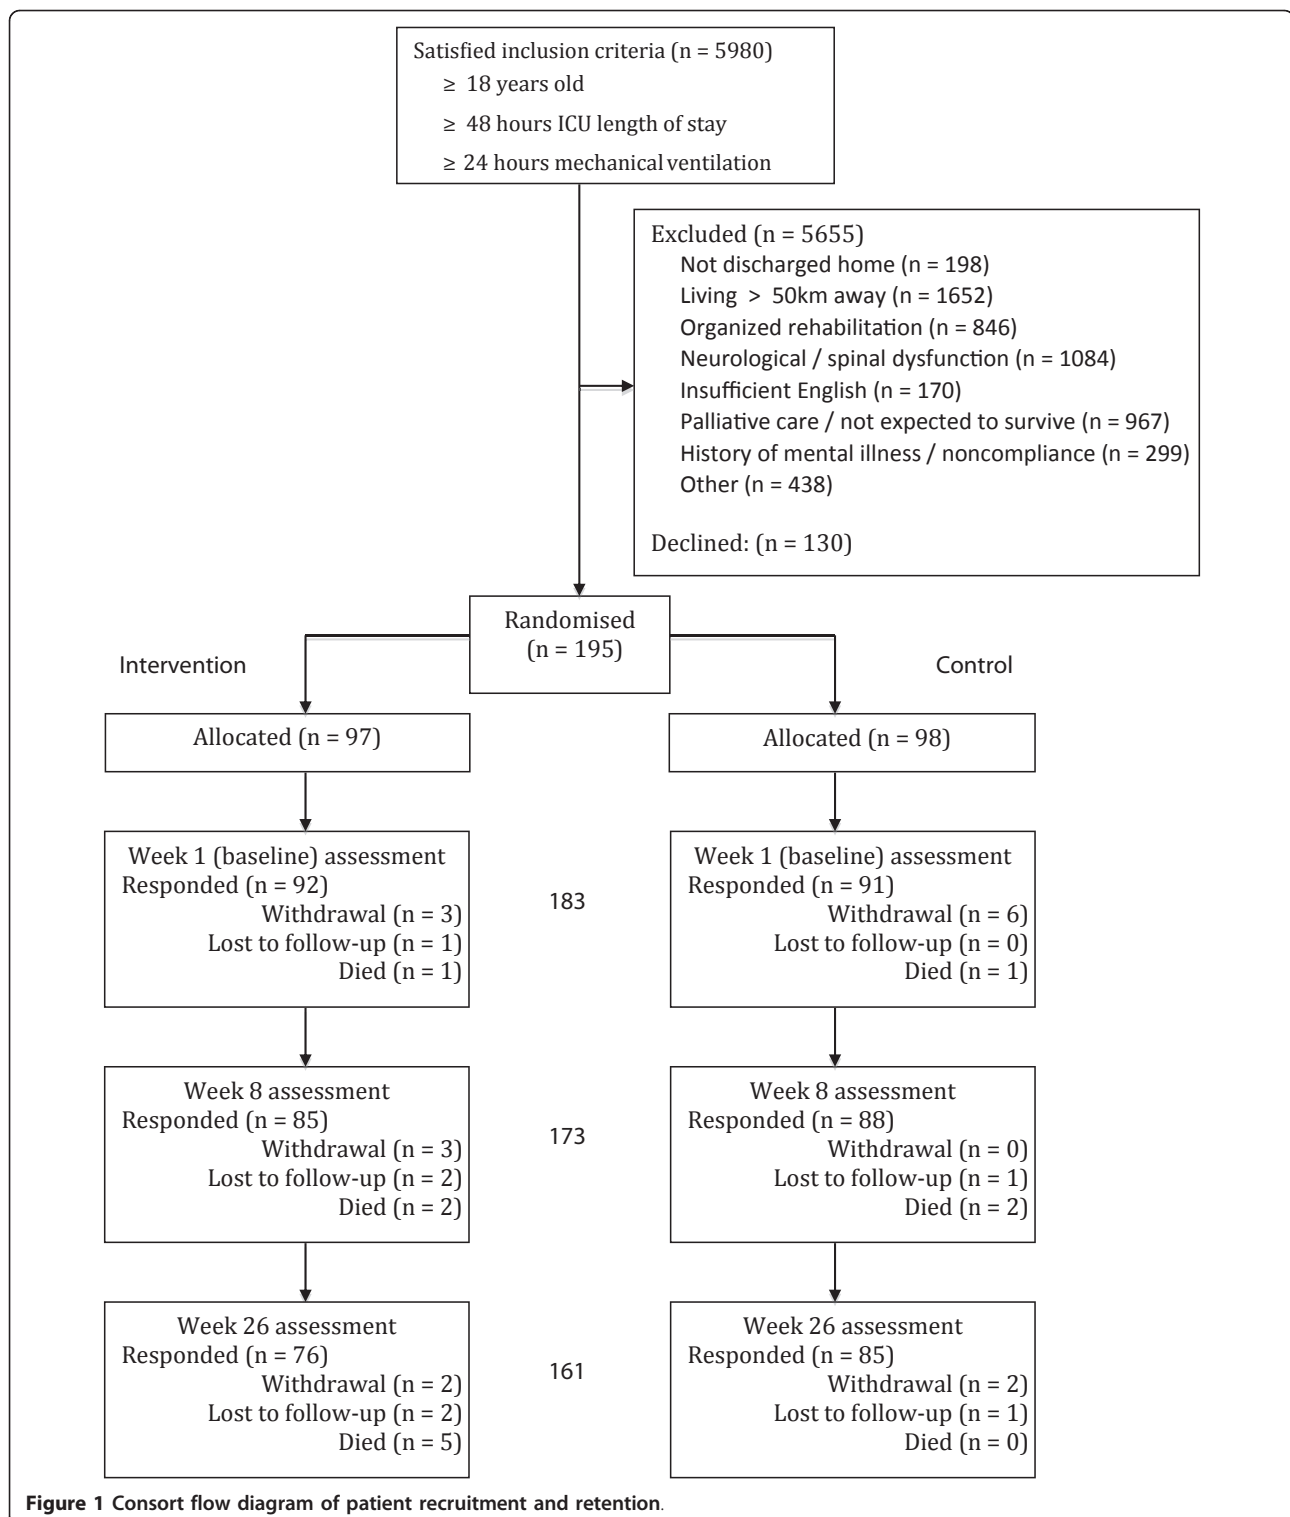 Satisfied inclusion criteria (n = 5980)
≥ 18 years old
≥ 48 hours ICU length of stay
≥ 24 hours mechanical ventilation
Excluded (n = 5655)
Not discharged home (n = 198)
Living > 50km away (n = 1652)
Organized rehabilitation (n = 846)
Neurological / spinal dysfunction (n = 1084)
Insufficient English (n = 170)
Palliative care / not expected to survive (n = 967)
History of mental illness / noncompliance (n = 299)
Other (n = 438)
Declined: (n = 130)
Randomised
(n = 195)
Intervention
Control
Allocated (n = 97)
Allocated (n = 98)
Week 1 (baseline) assessment
Responded (n = 92)
Withdrawal (n = 3)
Lost to follow-up (n = 1)
Died (n = 1)
183
Week 1 (baseline) assessment
Responded (n = 91)
Withdrawal (n = 6)
Lost to follow-up (n = 0)
Died (n = 1)
Week 8 assessment
Responded (n = 85)
Withdrawal (n = 3)
Lost to follow-up (n = 2)
Died (n = 2)
173
Week 8 assessment
Responded (n = 88)
Withdrawal (n = 0)
Lost to follow-up (n = 1)
Died (n = 2)
Week 26 assessment
Responded (n = 76)
Withdrawal (n = 2)
Lost to follow-up (n = 2)
Died (n = 5)
161
Week 26 assessment
Responded (n = 85)
Withdrawal (n = 2)
Lost to follow-up (n = 1)
Died (n = 0)
Figure 1 Consort flow diagram of patient recruitment and retention.